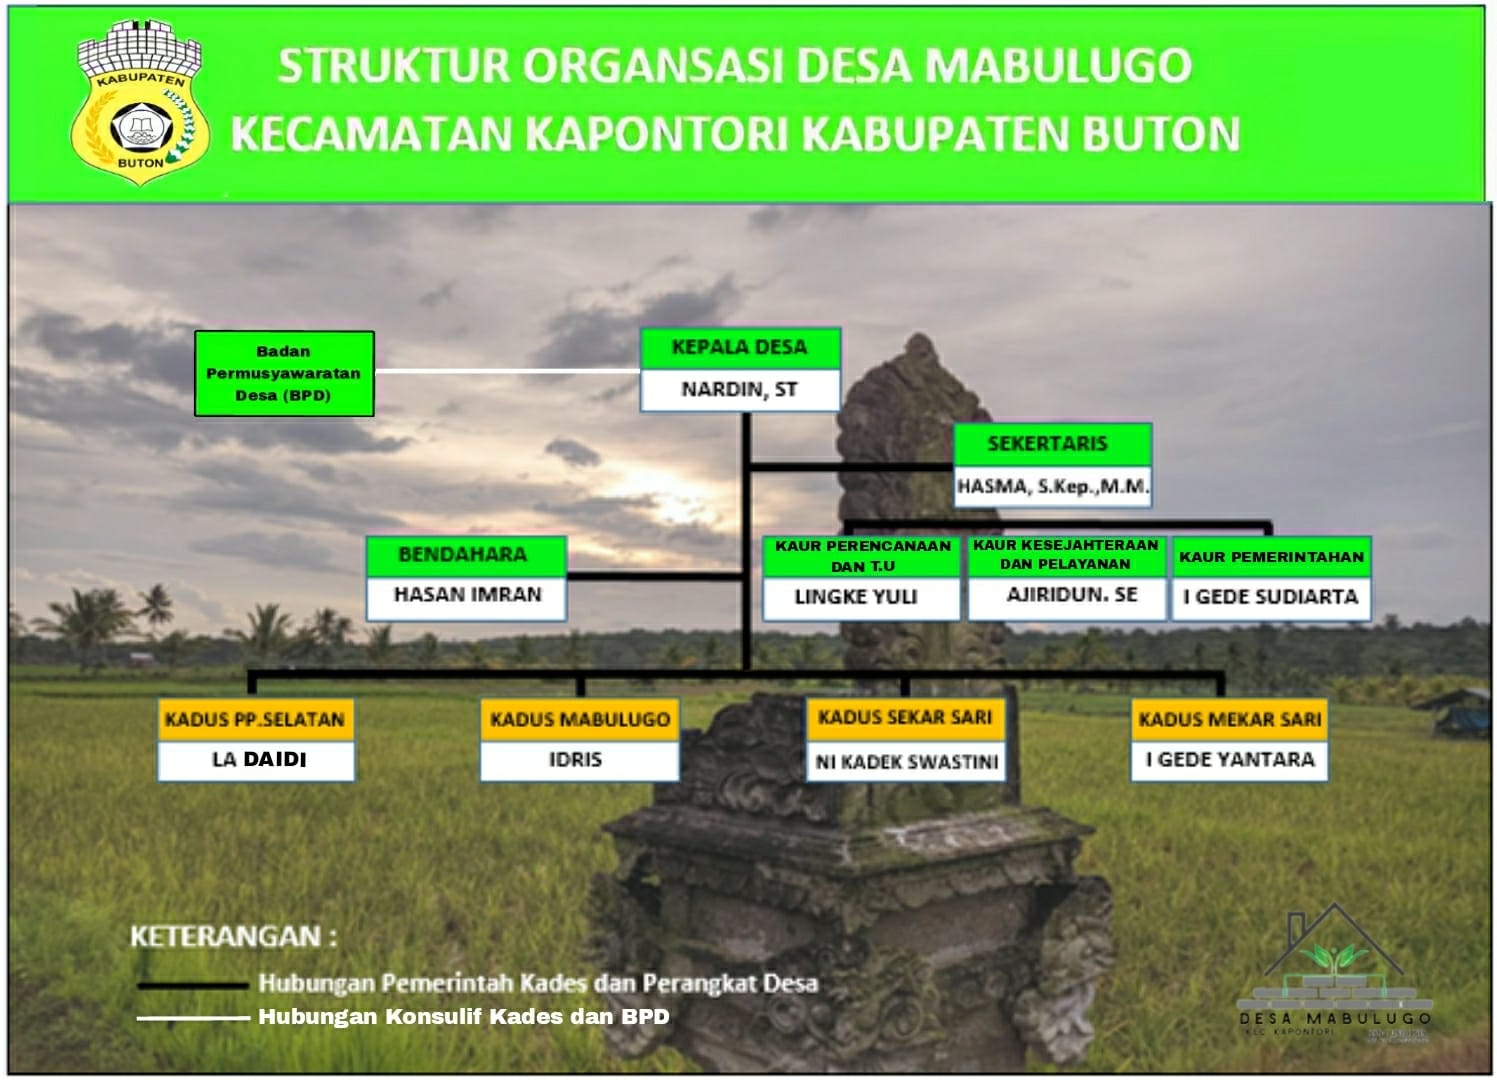 STRUKTUR ORGANSASI DESA MABULUGO
KECAMATAN KAPONTORI KABUPATEN BUTON
KABUPATEN
BUTON
Badan
Permusyawaratan
Desa (BPD)
KEPALA DESA
NARDIN, ST
SEKERTARIS
HASMA, S.Kep.,M.M.
BENDAHARA
HASAN IMRAN
KAUR PERENCANAAN
DAN T.U
LINGKE YULI
KAUR KESEJAHTERAAN
DAN PELAYANAN
AJIRIDUN. SE
KAUR PEMERINTAHAN
I GEDE SUDIARTA
KADUS PP.SELATAN
LA DAIDI
KADUS MABULUGO
IDRIS
KADUS SEKAR SARI
NI KADEK SWASTINI
KADUS MEKAR SARI
I GEDE YANTARA
KETERANGAN :
Hubungan Pemerintah Kades dan Perangkat Desa
Hubungan Konsulif Kades dan BPD
DESA MABULUGO
KEC KAPONTORI